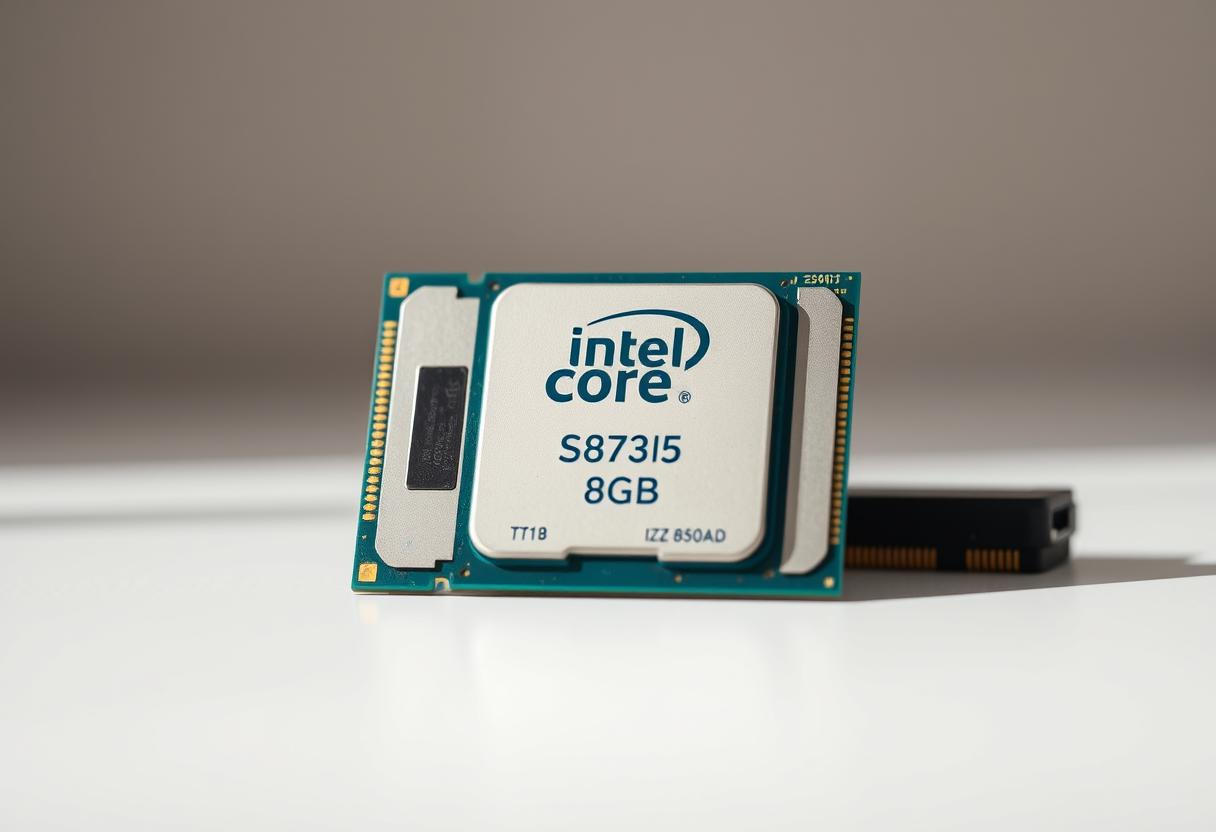 intel
core
S873I5
8GB
TT1B IZZ 850AD